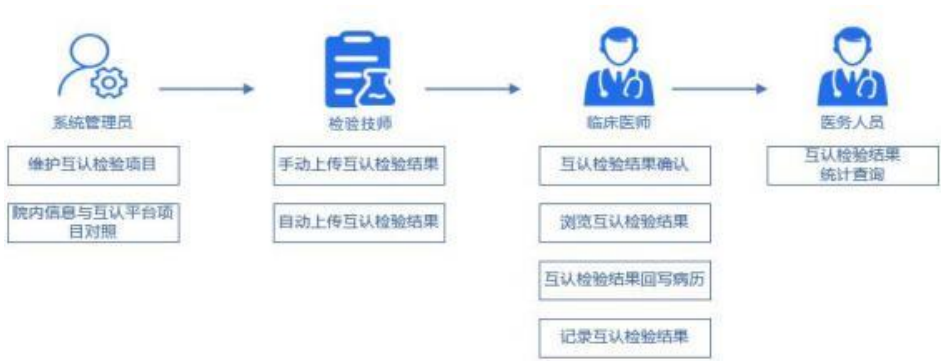 系统管理员
维护互认检验项目
院内信息与互认平台项
目对照
检验技师
手动上传互认检验结果
自动上传互认检验结果
临床医师
互认检验结果确认
浏览互认检验结果
互认检验结果回写病历
记录互认检验结果
医务人员
互认检验结果
统计查询